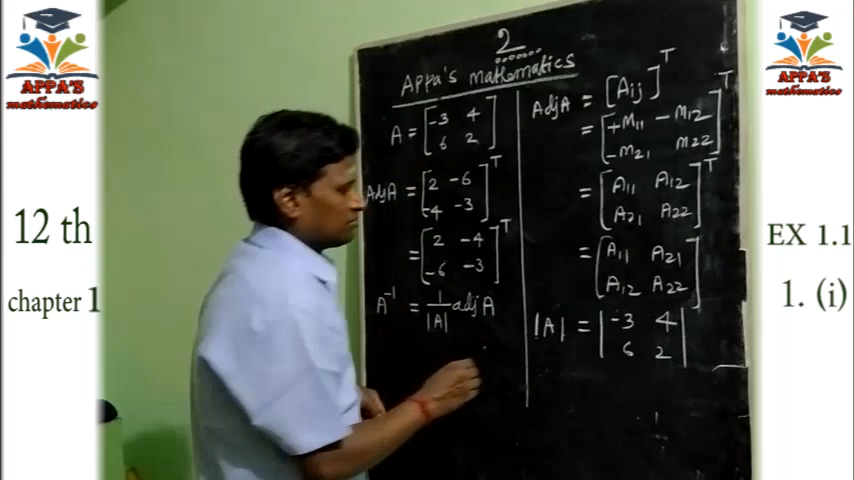 APPA'S
mathematics
12 th
chapter 1
APPA'S
mathematics
EX 1.1
1. (i)
2
Appa's mathematics
A = [-3 4
6 2]
AdjA = [2 -6
-4 -3]^T
= [2 -4
-6 -3]^T
A^-1 = 1/|A| adj A
AdjA = [Aij]^T
= [+M11 -M12
-M21 M22]^T
= [A11 A12
A21 A22]^T
= [A11 A21
A12 A22]
|A| = |-3 4
6 2|